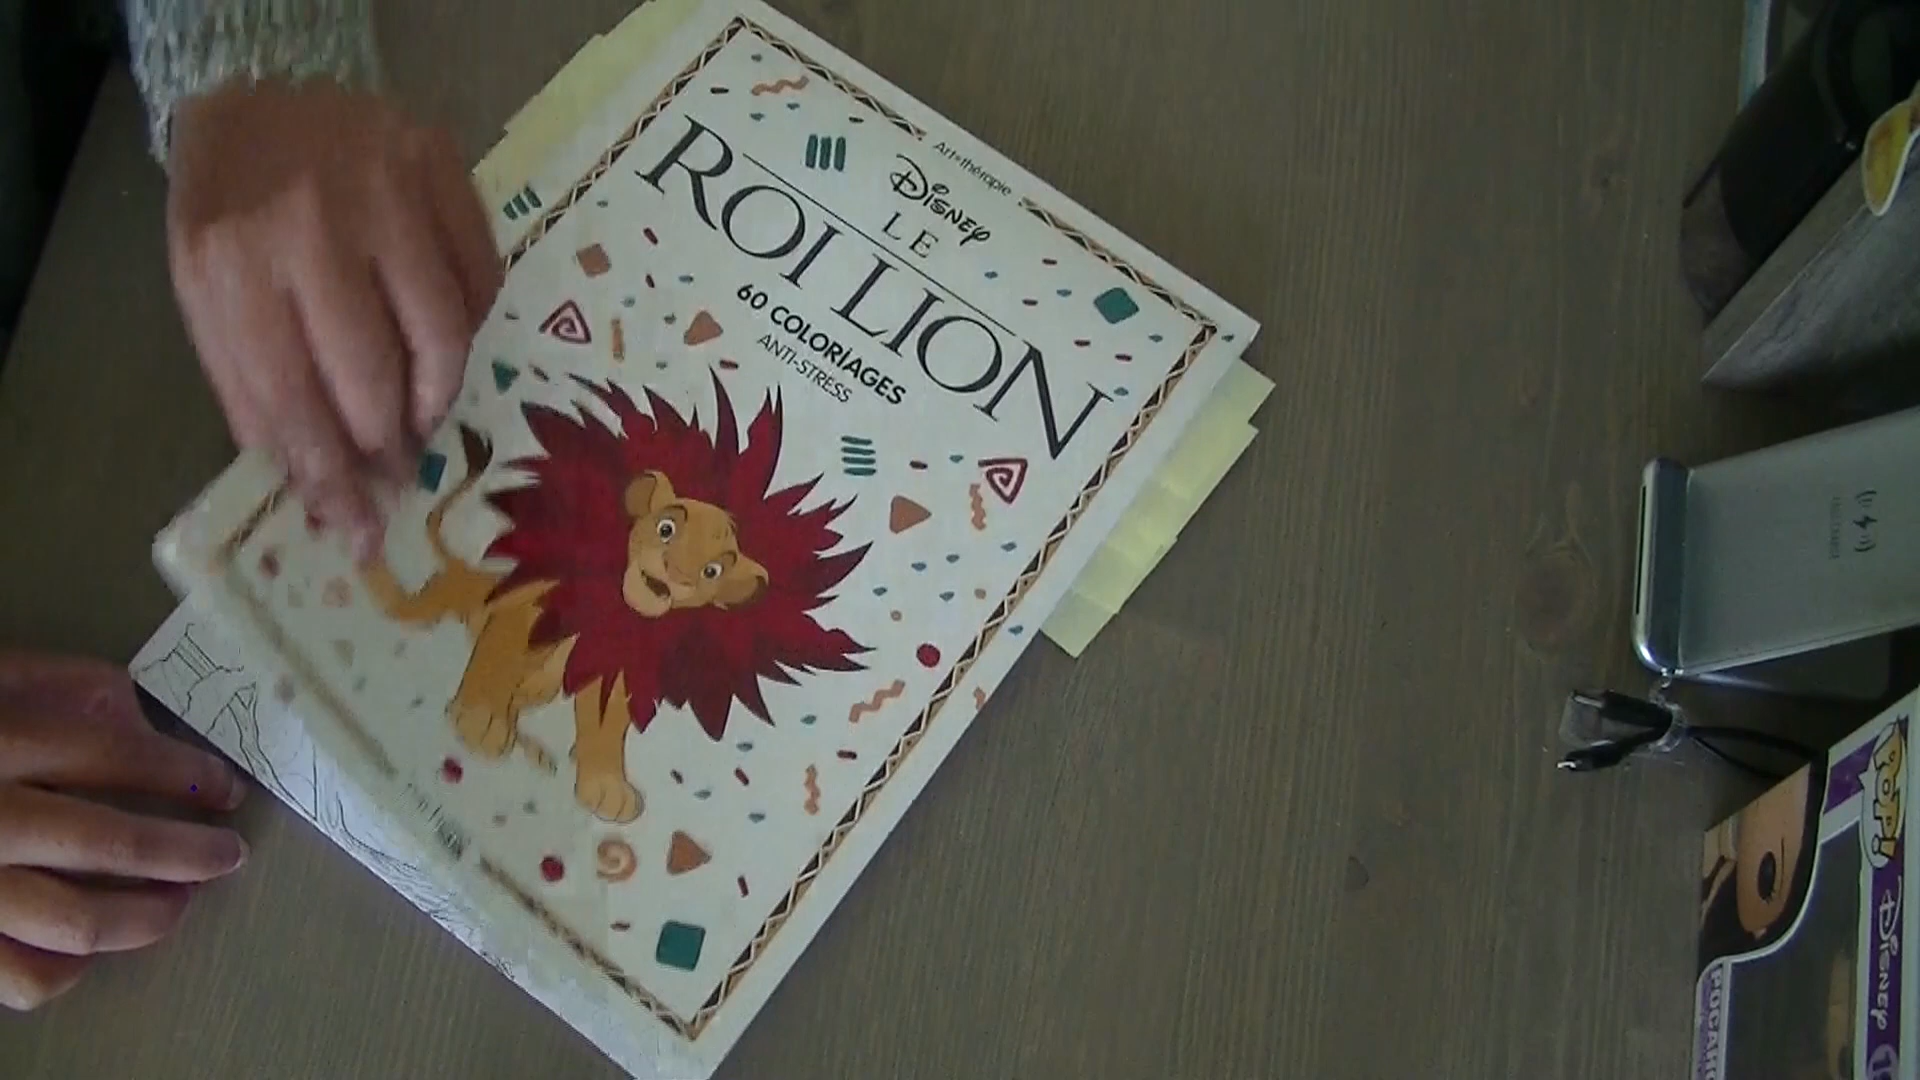 Art-thérapie
Disney
LE
ROI LION
60 COLORIAGES
ANTI-STRESS
POP!
Disney